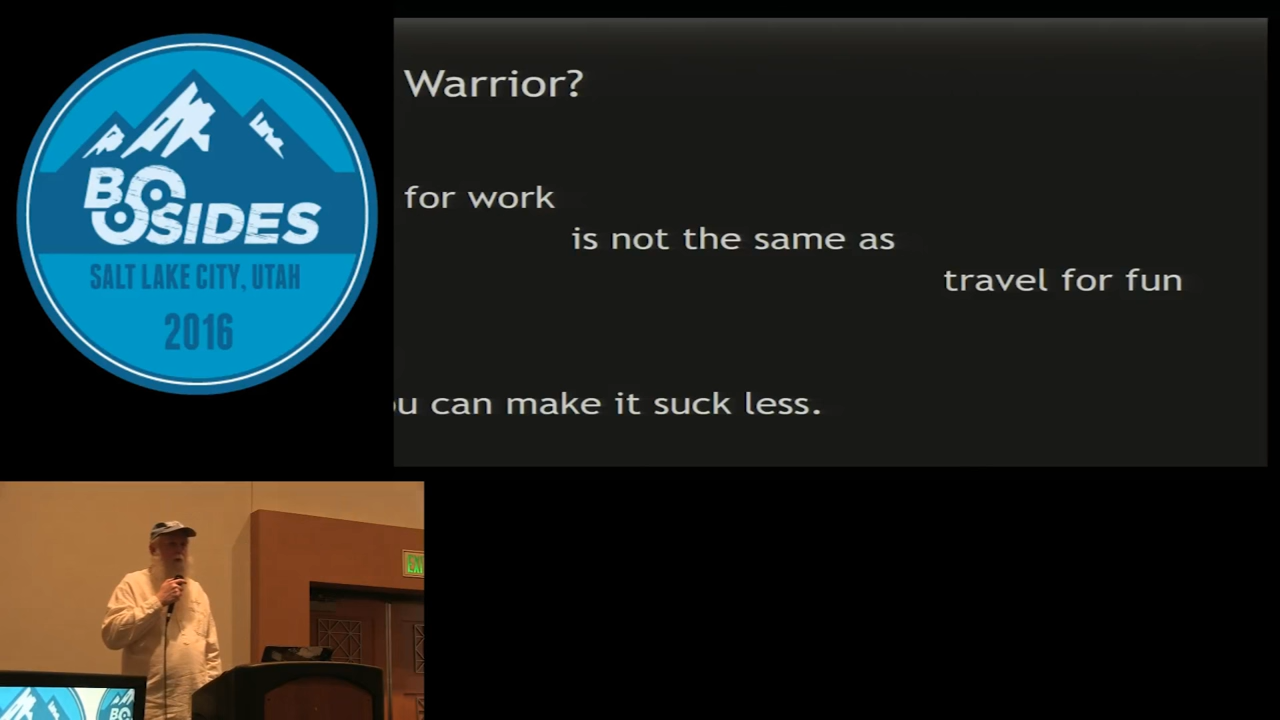 BSIDES
SALT LAKE CITY, UTAH
2016
Warrior?
for work
is not the same as
travel for fun
u can make it suck less.